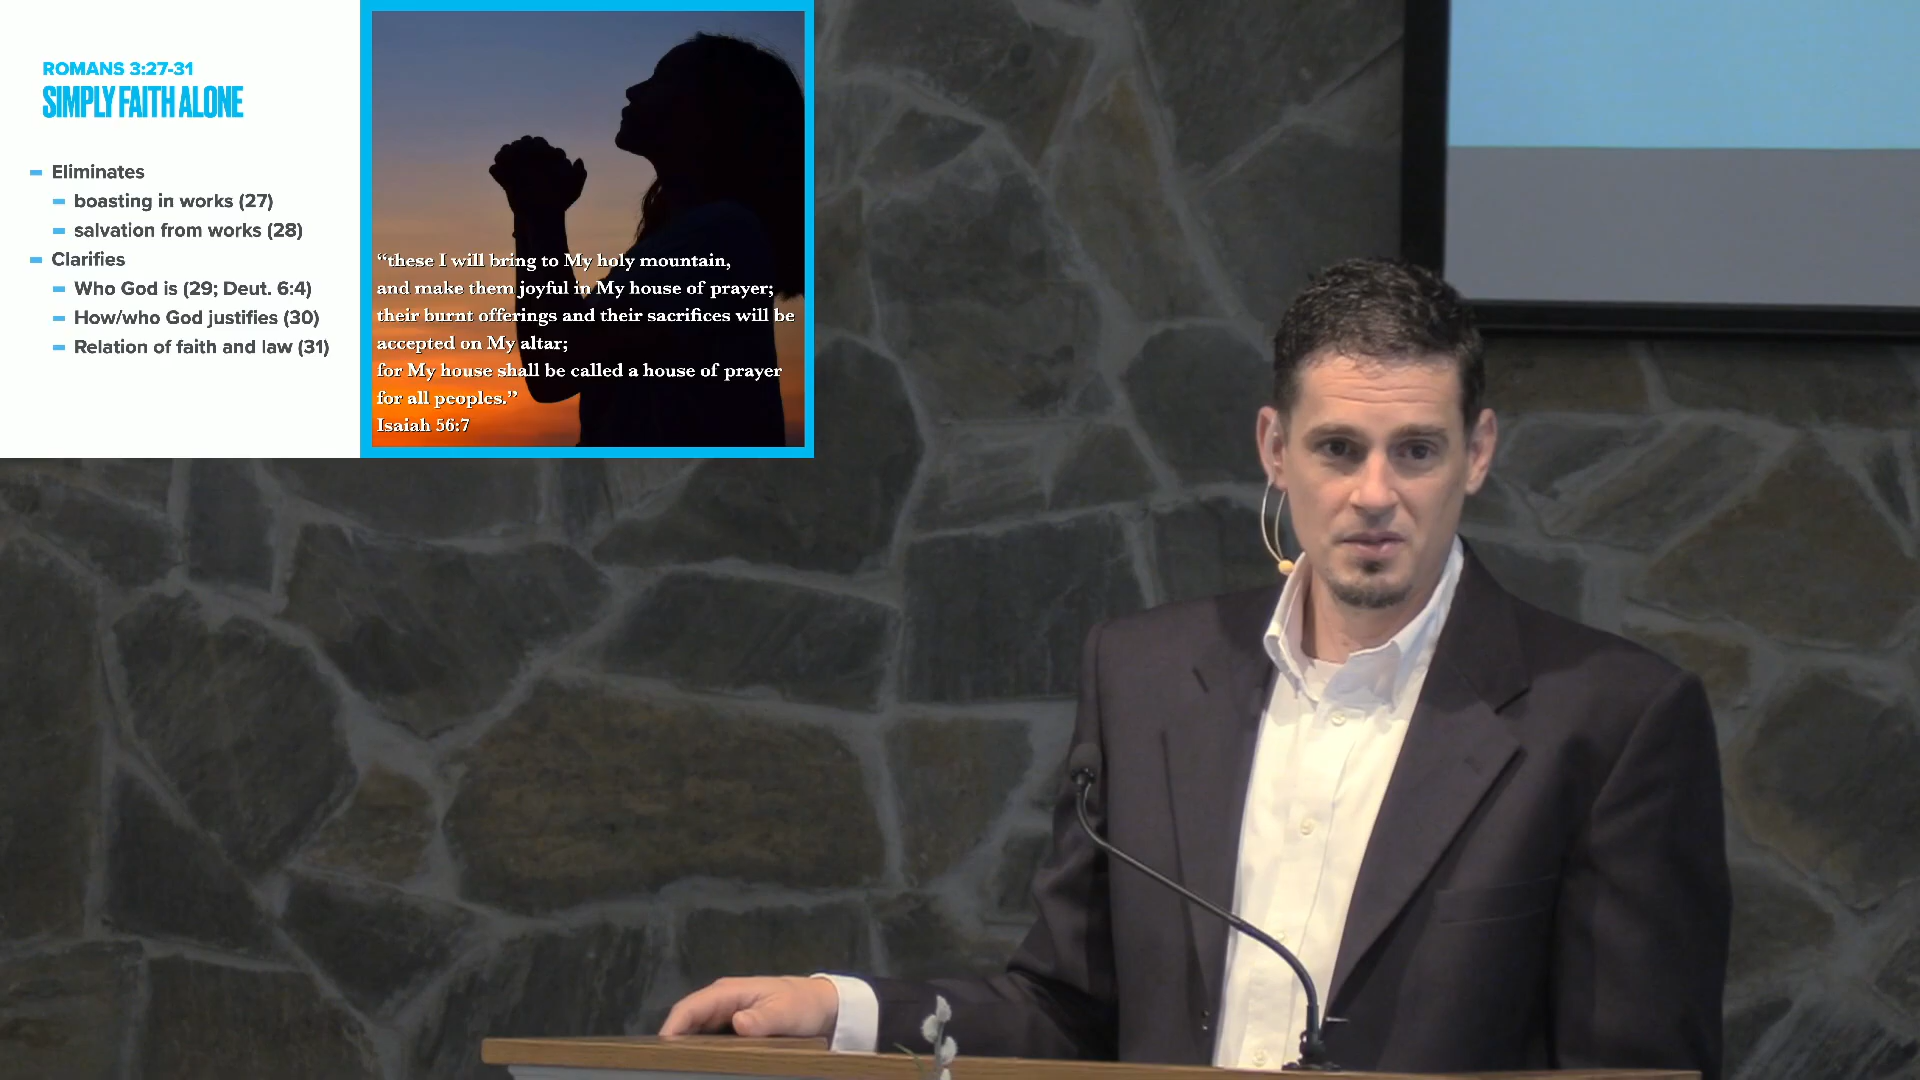 ROMANS 3:27-31
SIMPLY FAITH ALONE
Eliminates
boasting in works (27)
salvation from works (28)
Clarifies
Who God is (29; Deut. 6:4)
How/who God justifies (30)
Relation of faith and law (31)
“these I will bring to My holy mountain,
and make them joyful in My house of prayer;
their burnt offerings and their sacrifices will be
accepted on My altar;
for My house shall be called a house of prayer
for all peoples.”
Isaiah 56:7